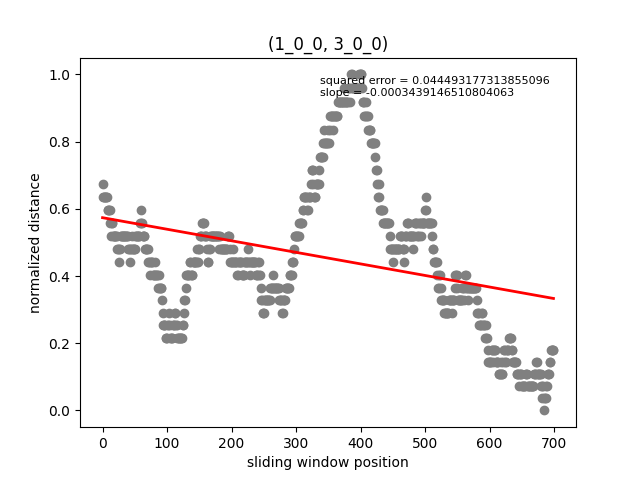 (1_0_0, 3_0_0)
squared error = 0.044493177313855096
slope = -0.0003439146510804063
normalized distance
1.0
0.8
0.6
0.4
0.2
0.0
0 100 200 300 400 500 600 700
sliding window position